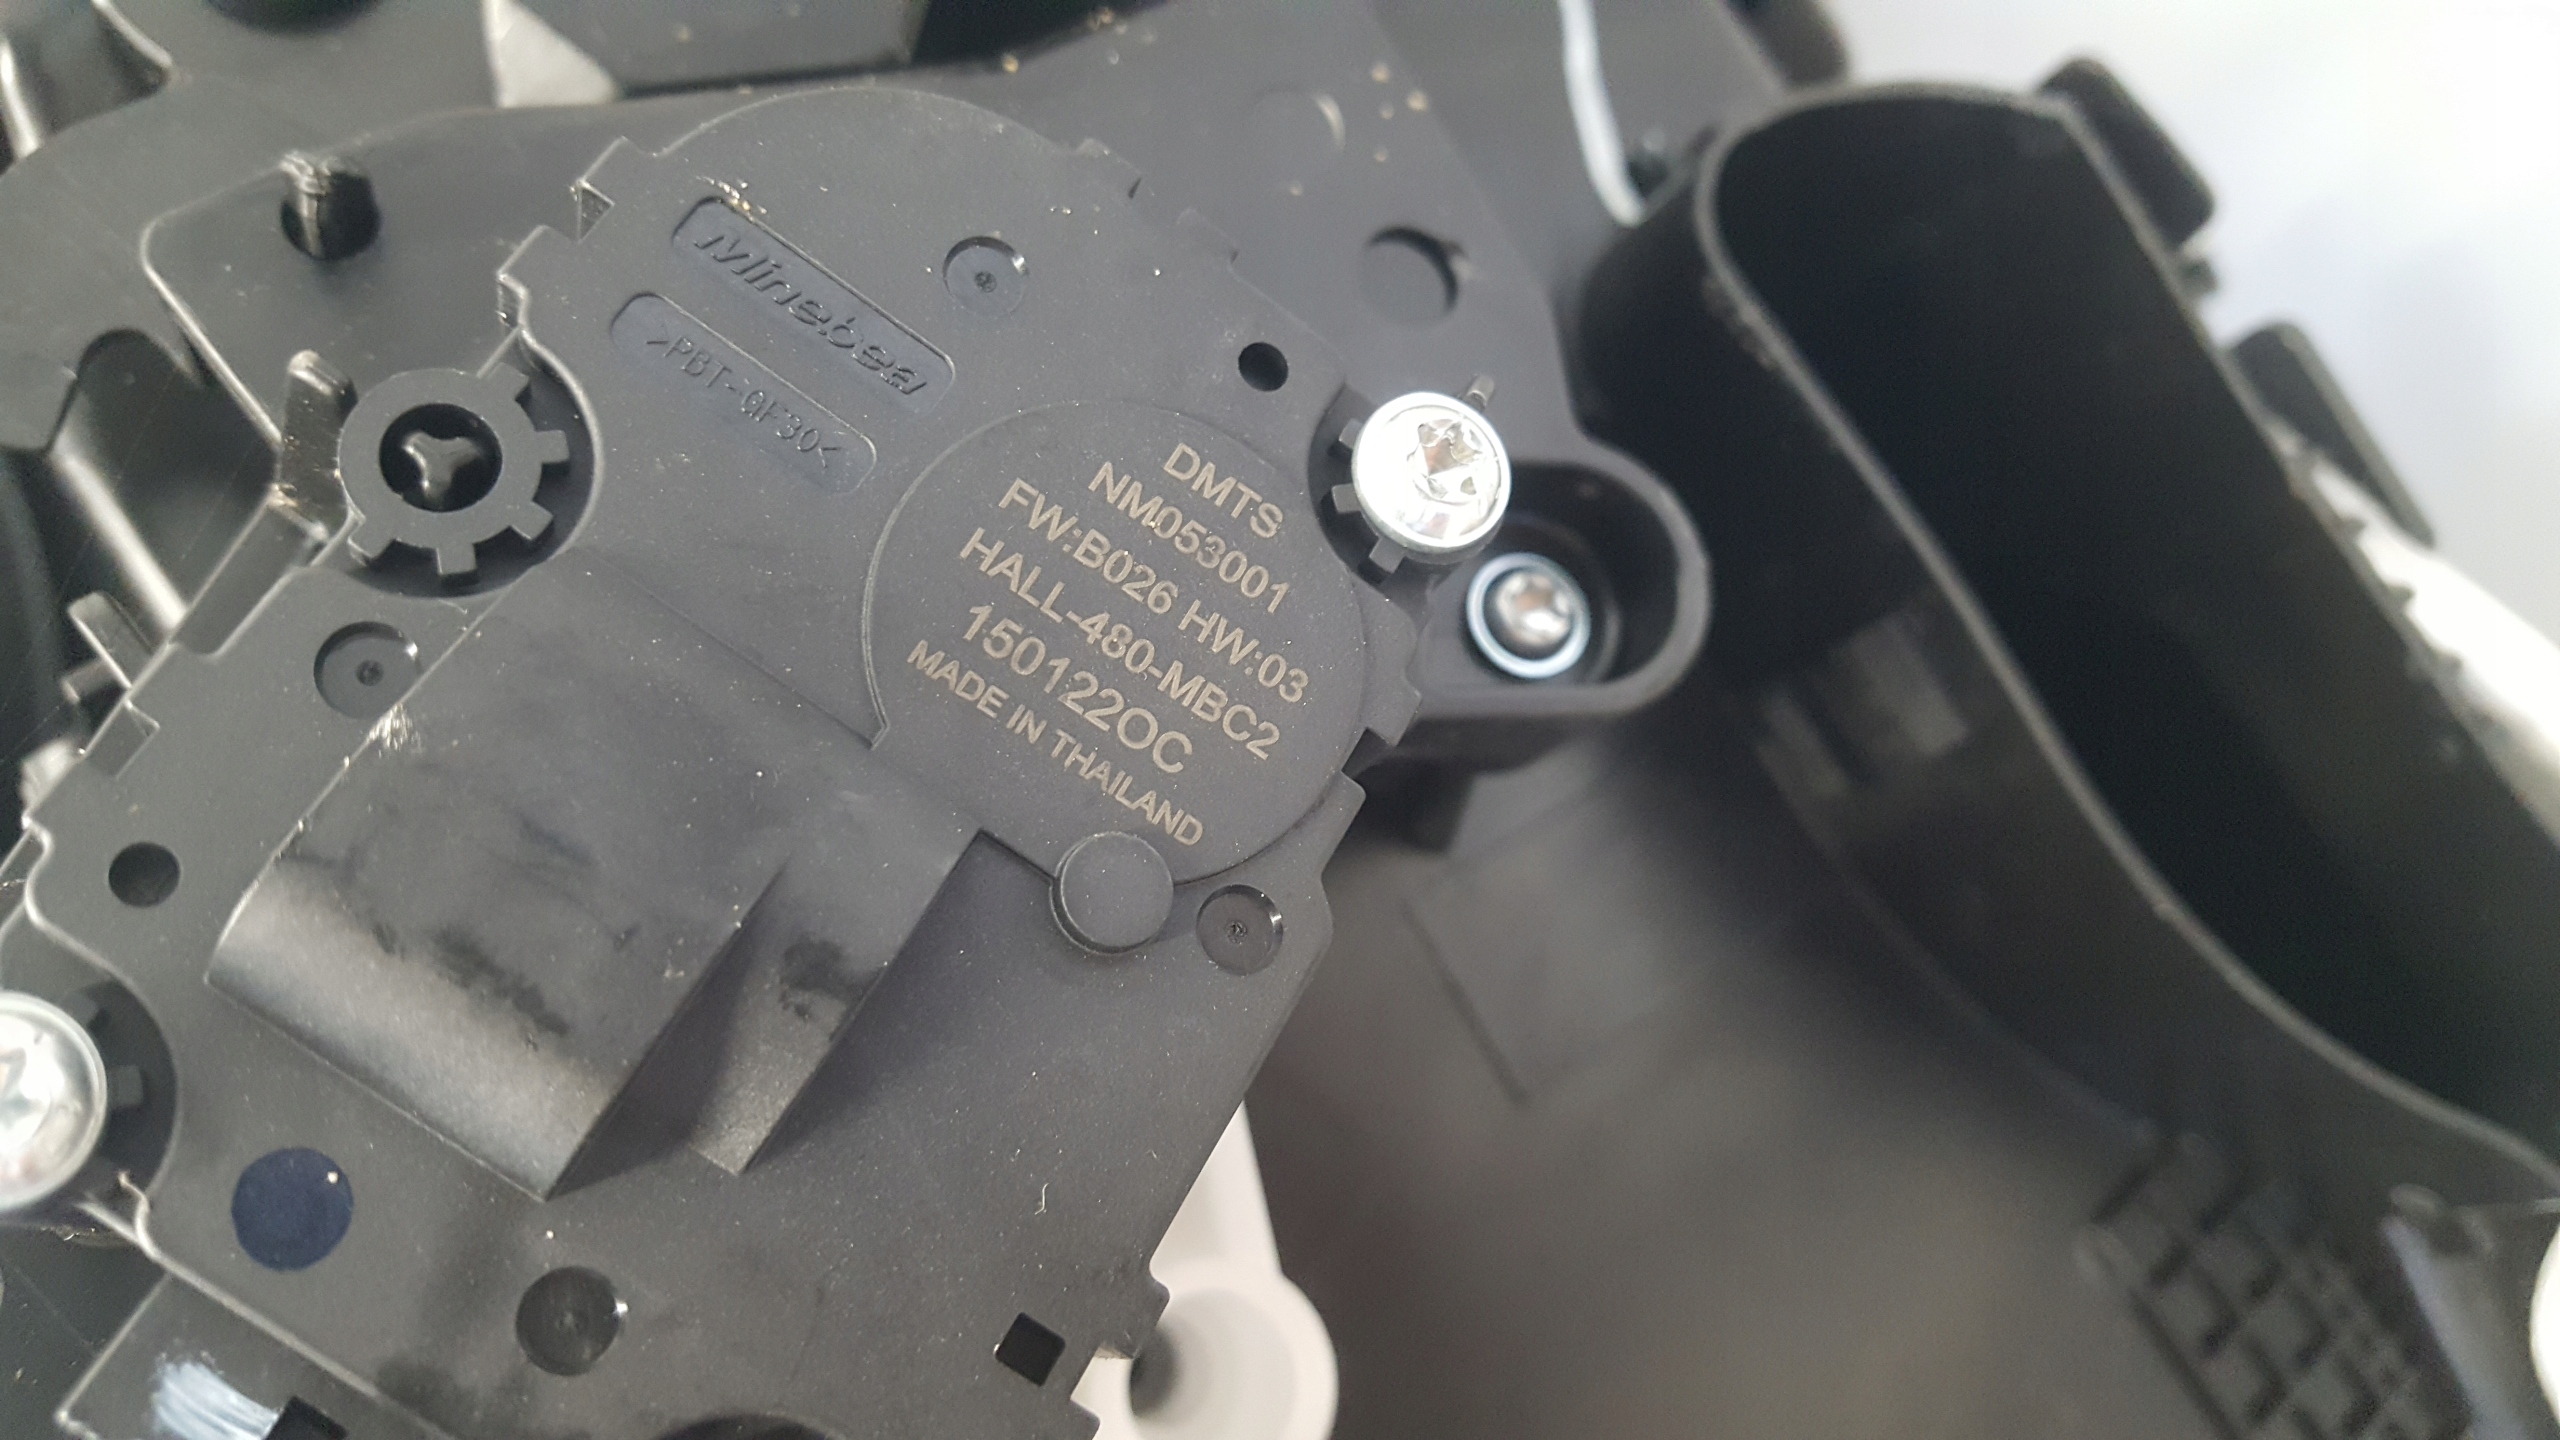 Minebea
>PBT-GF30<
DMTS
NM053001
FW:B026 HW:03
HALL-480-MBC2
150122OC
MADE IN THAILAND